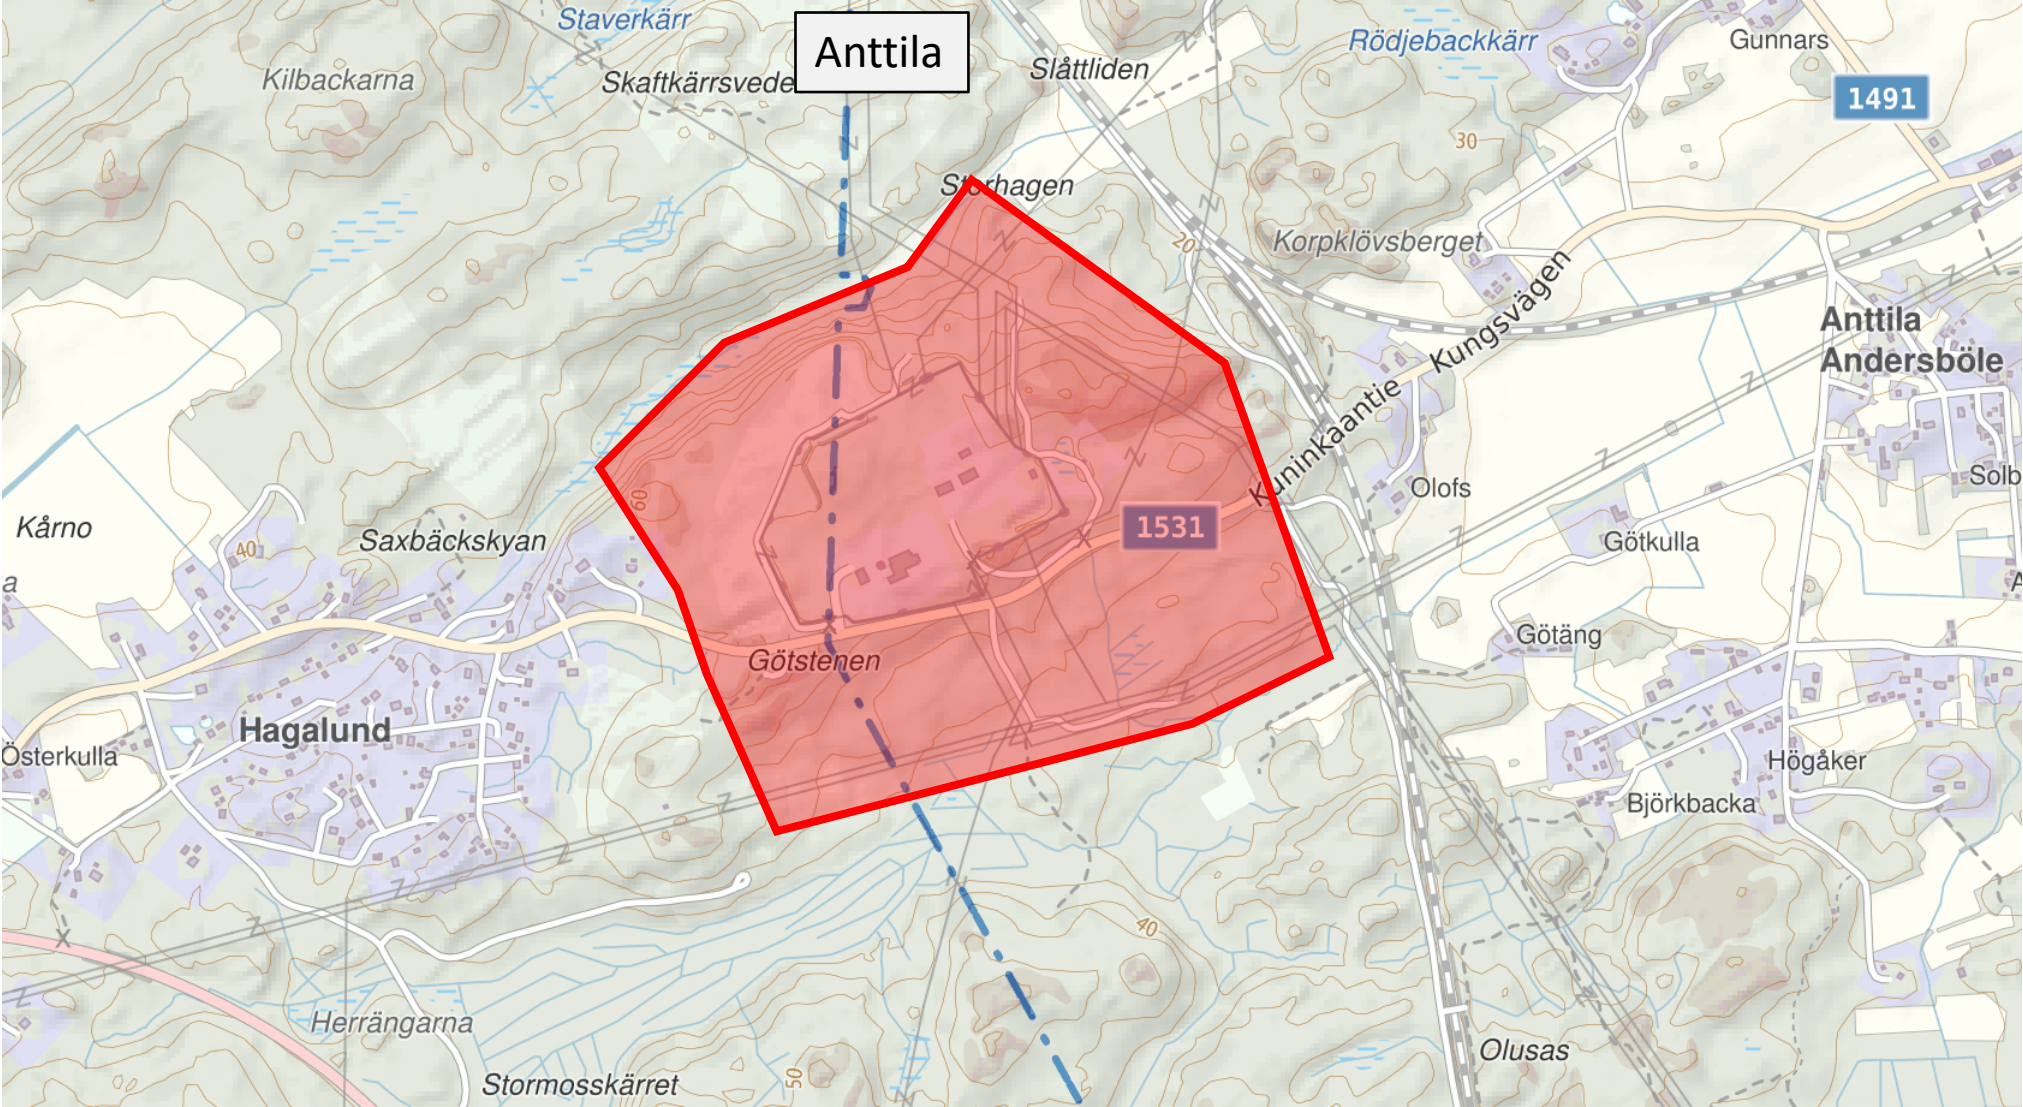 Staverkärr
Anttila
Rödjebackkärr
Gunnars
Kilbackarna
Skaftkärrsvede
Slåttliden
1491
30
Storhagen
20
Korpklövsberget
Kuninkaantie Kungsvägen
Anttila
Andersböle
60
Olofs
Solb
Kårno
40
Saxbäckskyan
1531
Götkulla
a
A
Götstenen
Götäng
Hagalund
Österkulla
Högåker
Björkbacka
40
Herrängarna
50
Olusas
Stormosskärret